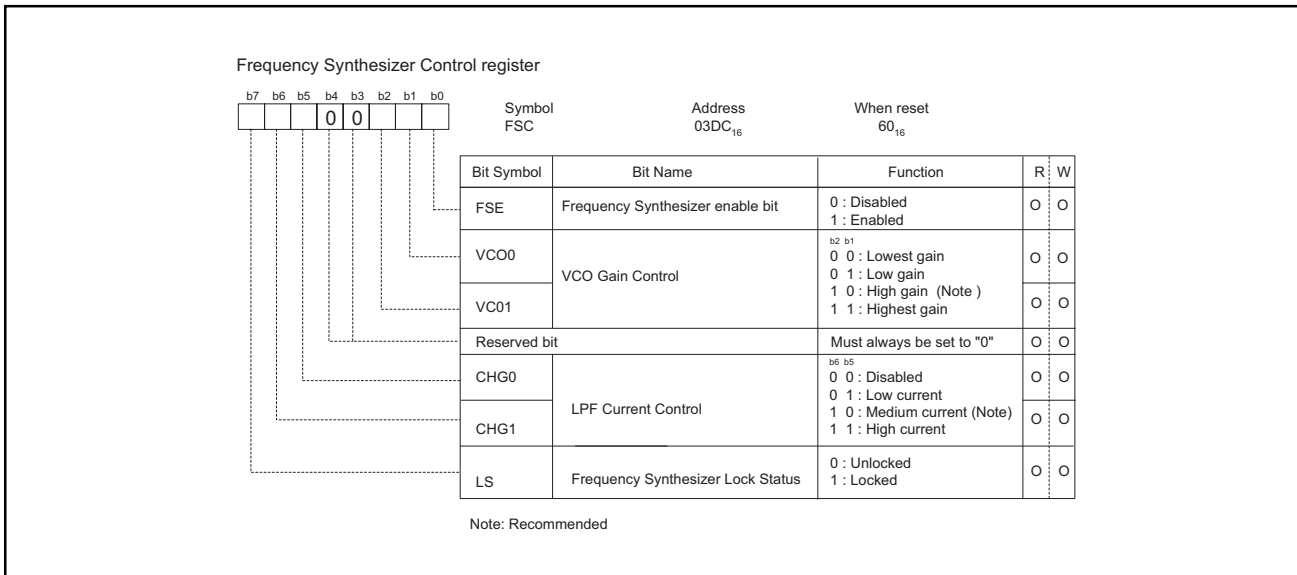 Frequency Synthesizer Control register
b7 b6 b5 b4 b3 b2 b1 b0
0 0
Symbol Address When reset
FSC 03DC16 6016
Bit Symbol Bit Name Function R W
FSE Frequency Synthesizer enable bit 0 : Disabled O O
1 : Enabled
VCO0 VCO Gain Control b2 b1
0 0 : Lowest gain O O
0 1 : Low gain
VC01 1 0 : High gain (Note ) O O
1 1 : Highest gain
Reserved bit Must always be set to "0" O O
CHG0 LPF Current Control b6 b5
0 0 : Disabled O O
0 1 : Low current
CHG1 1 0 : Medium current (Note) O O
1 1 : High current
LS Frequency Synthesizer Lock Status 0 : Unlocked O O
1 : Locked
Note: Recommended